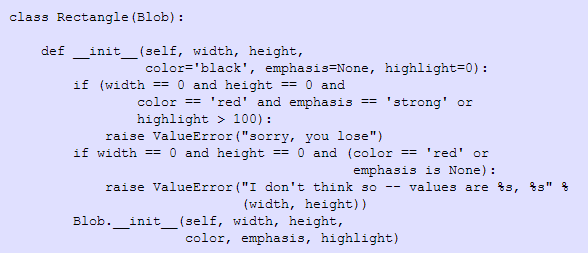 class Rectangle(Blob):
    def __init__(self, width, height,
                 color='black', emphasis=None, highlight=0):
        if (width == 0 and height == 0 and
                color == 'red' and emphasis == 'strong' or
                highlight > 100):
            raise ValueError("sorry, you lose")
        if width == 0 and height == 0 and (color == 'red' or
                                           emphasis is None):
            raise ValueError("I don't think so -- values are %s, %s" %
                             (width, height))
        Blob.__init__(self, width, height,
                      color, emphasis, highlight)